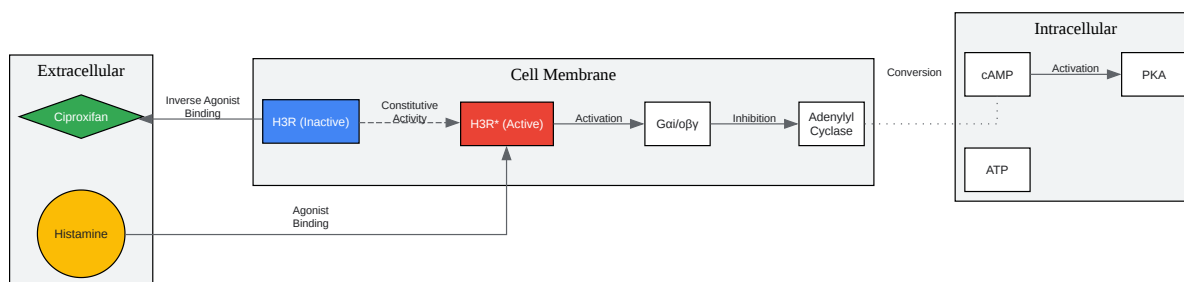 Extracellular
Ciproxifan
Histamine
Inverse Agonist
Binding
Agonist
Binding
Cell Membrane
H3R (Inactive)
Constitutive
Activity
H3R* (Active)
Activation
Gαi/oβγ
Inhibition
Adenylyl
Cyclase
Conversion
Intracellular
cAMP
Activation
PKA
ATP